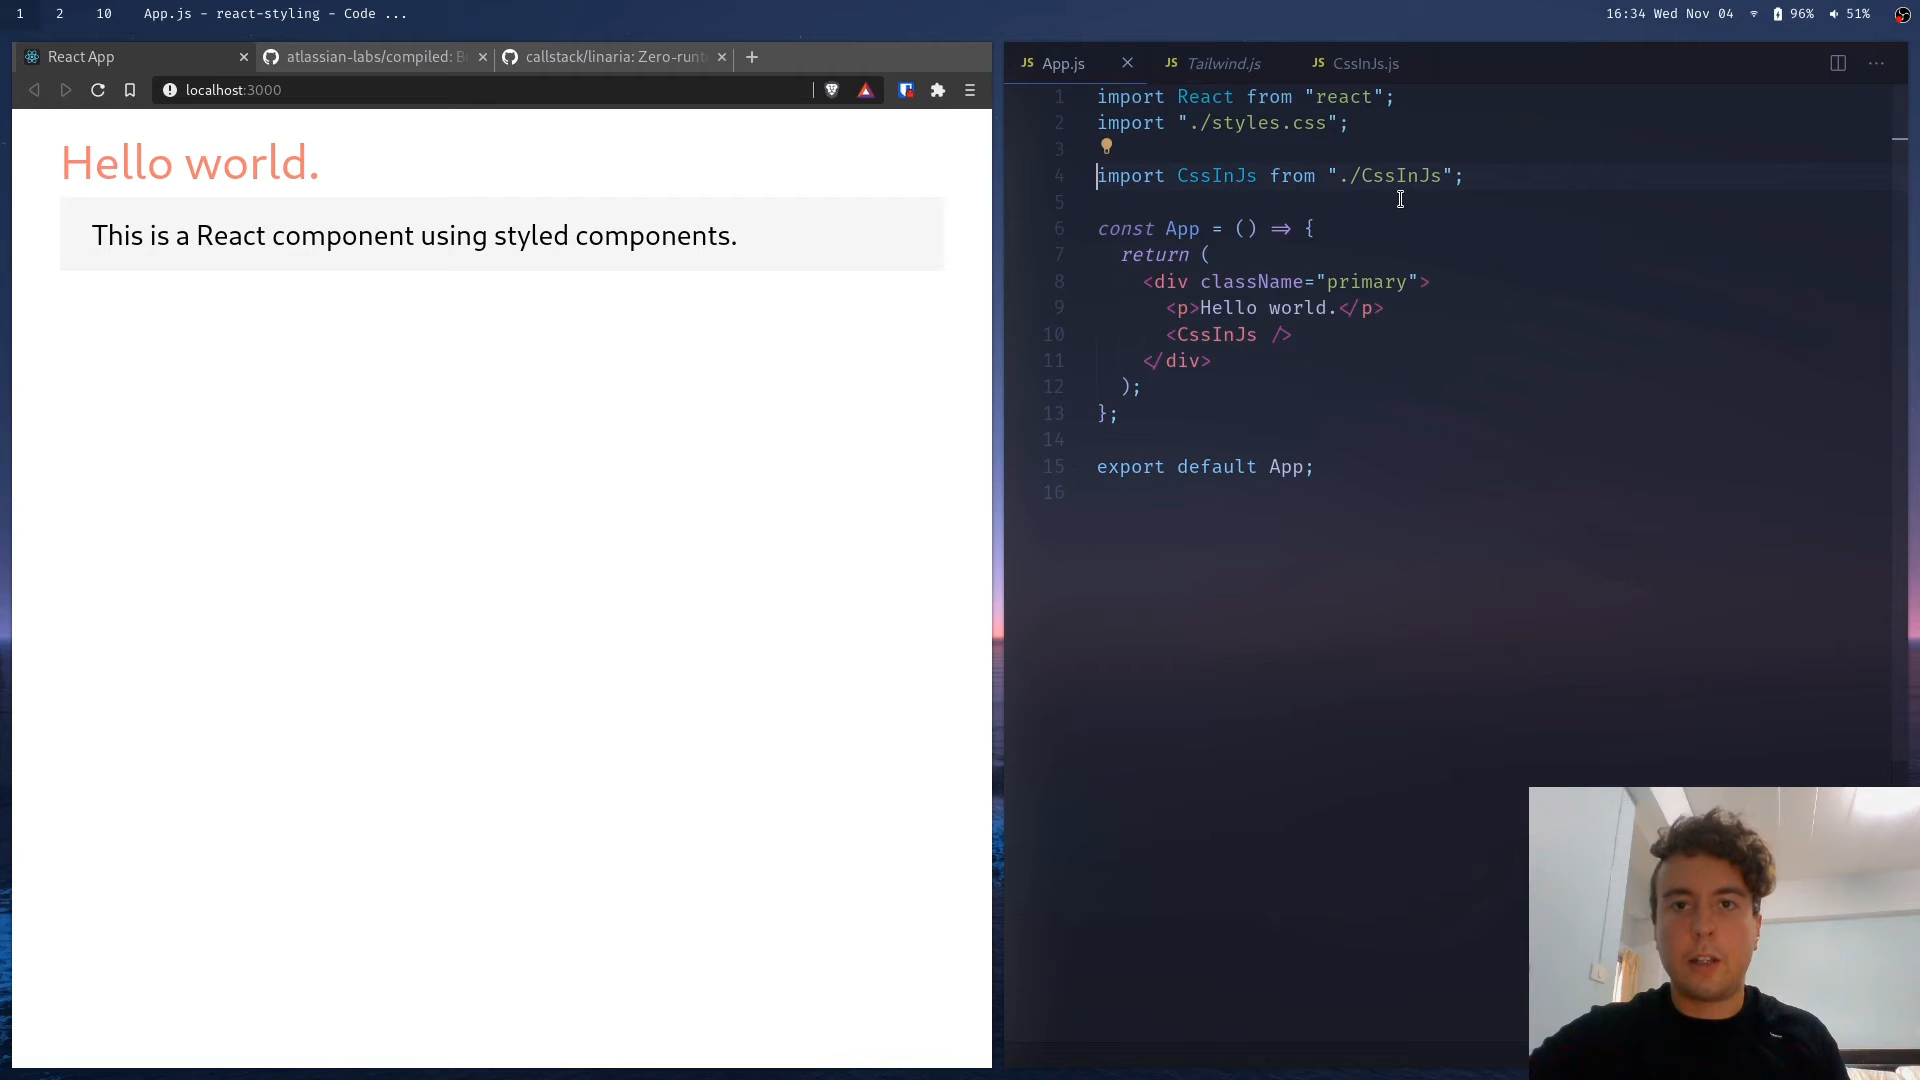 1 2 10 App.js - react-styling - Code ... 16:34 Wed Nov 04 96% 51%
React App atlassian-labs/compiled: B callstack/linaria: Zero-runt
localhost:3000
Hello world.
This is a React component using styled components.
JS App.js JS Tailwind.js JS CssInJs.js
1 import React from "react";
2 import "./styles.css";
3
4 import CssInJs from "./CssInJs";
5
6 const App = () => {
7 return (
8 <div className="primary">
9 <p>Hello world.</p>
10 <CssInJs />
11 </div>
12 );
13 };
14
15 export default App;
16